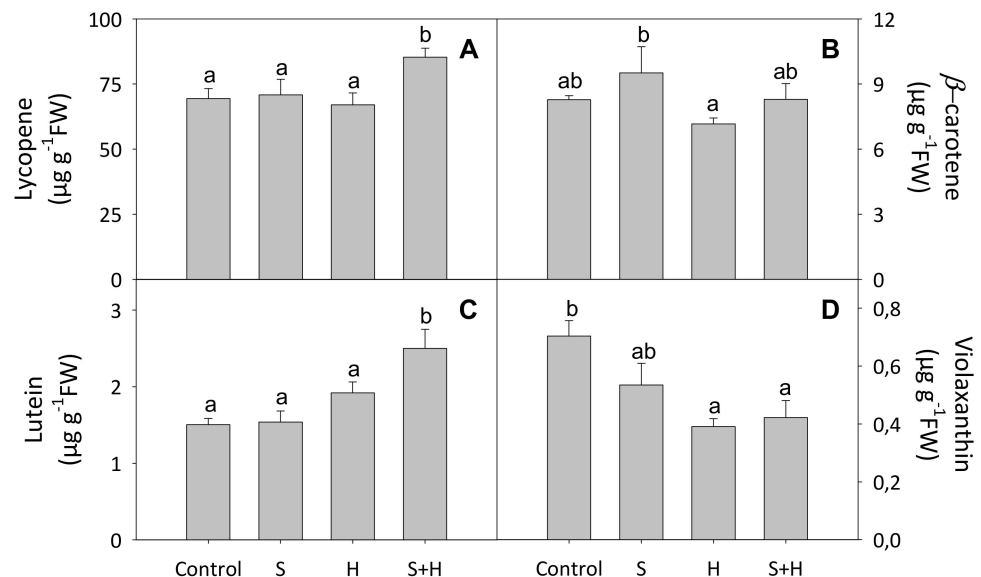 100
75
50
25
0
Lycopene
(µg g⁻¹FW)
a
a
a
b
A
12
9
6
3
0
β–carotene
(µg g⁻¹FW)
ab
b
a
ab
B
3
2
1
0
Lutein
(µg g⁻¹FW)
a
a
a
b
C
0,8
0,6
0,4
0,2
0,0
Violaxanthin
(µg g⁻¹FW)
b
ab
a
a
D
Control S H S+H
Control S H S+H